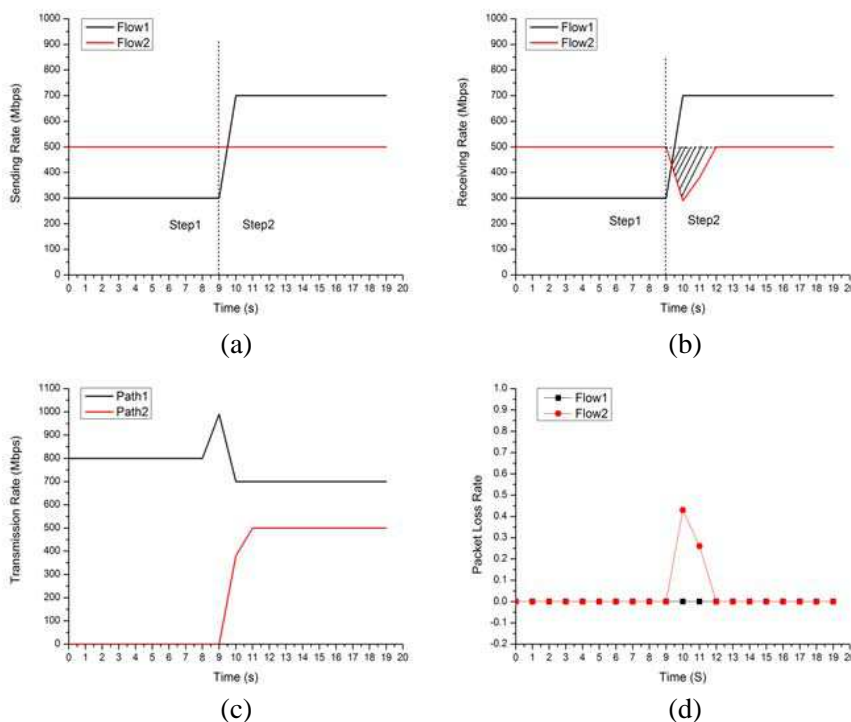 Flow1
Flow2
Sending Rate (Mbps)
1000
900
800
700
600
500
400
300
200
100
0
Step1 Step2
0 1 2 3 4 5 6 7 8 9 10 11 12 13 14 15 16 17 18 19 20
Time (s)
(a)
Flow1
Flow2
Receiving Rate (Mbps)
1000
900
800
700
600
500
400
300
200
100
0
Step1 Step2
0 1 2 3 4 5 6 7 8 9 10 11 12 13 14 15 16 17 18 19 20
Time (s)
(b)
Path1
Path2
Transmission Rate (Mbps)
1100
1000
900
800
700
600
500
400
300
200
100
0
0 1 2 3 4 5 6 7 8 9 10 11 12 13 14 15 16 17 18 19 20
Time (s)
(c)
Flow1
Flow2
Packet Loss Rate
1.0
0.9
0.8
0.7
0.6
0.5
0.4
0.3
0.2
0.1
0.0
-0.1
-0.2
0 1 2 3 4 5 6 7 8 9 10 11 12 13 14 15 16 17 18 19 20
Time (S)
(d)